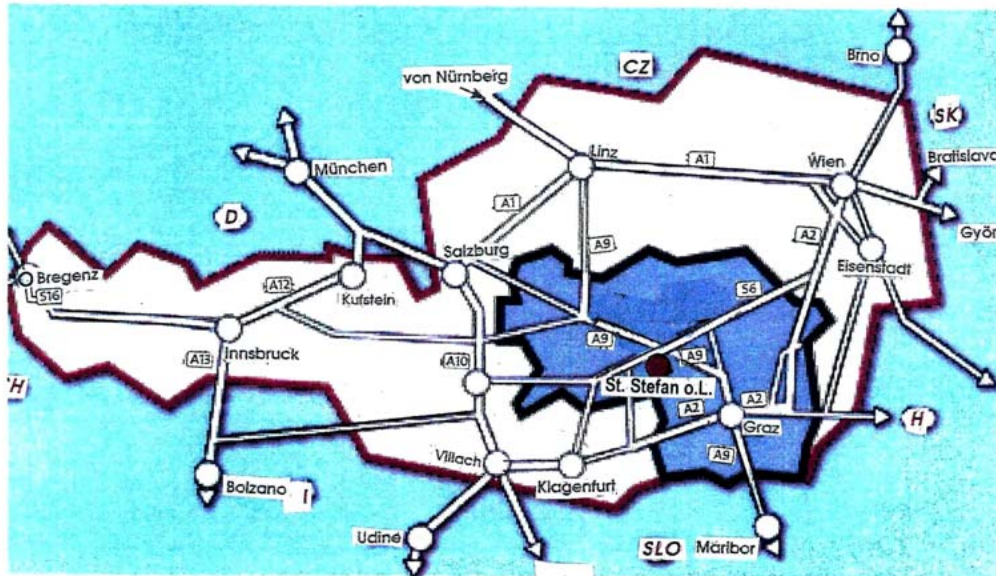 Brno
CZ
von Nürnberg
SK
Linz
A1
Wien
Bratislava
München
D
A1
A2
Györ
Salzburg
A9
Eisenstadt
Bregenz
S16
A12
Kufstein
S6
Innsbruck
A9
A13
A10
A9
St. Stefan o.L.
A2
A2
H
Graz
Villach
A9
Klagenfurt
Bolzano
I
Udine
SLO
Maribor